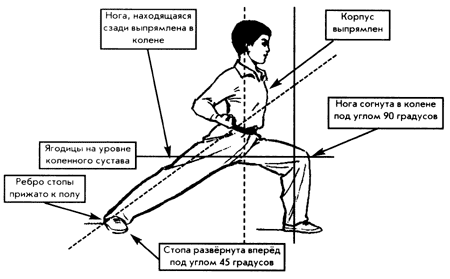 Нога, находящаяся
сзади выпрямлена в
колене
Корпус
выпрямлен
Нога согнута в колене
под углом 90 градусов
Ягодицы на уровне
коленного сустава
Ребро стопы
прижато к полу
Стопа развёрнута вперёд
под углом 45 градусов